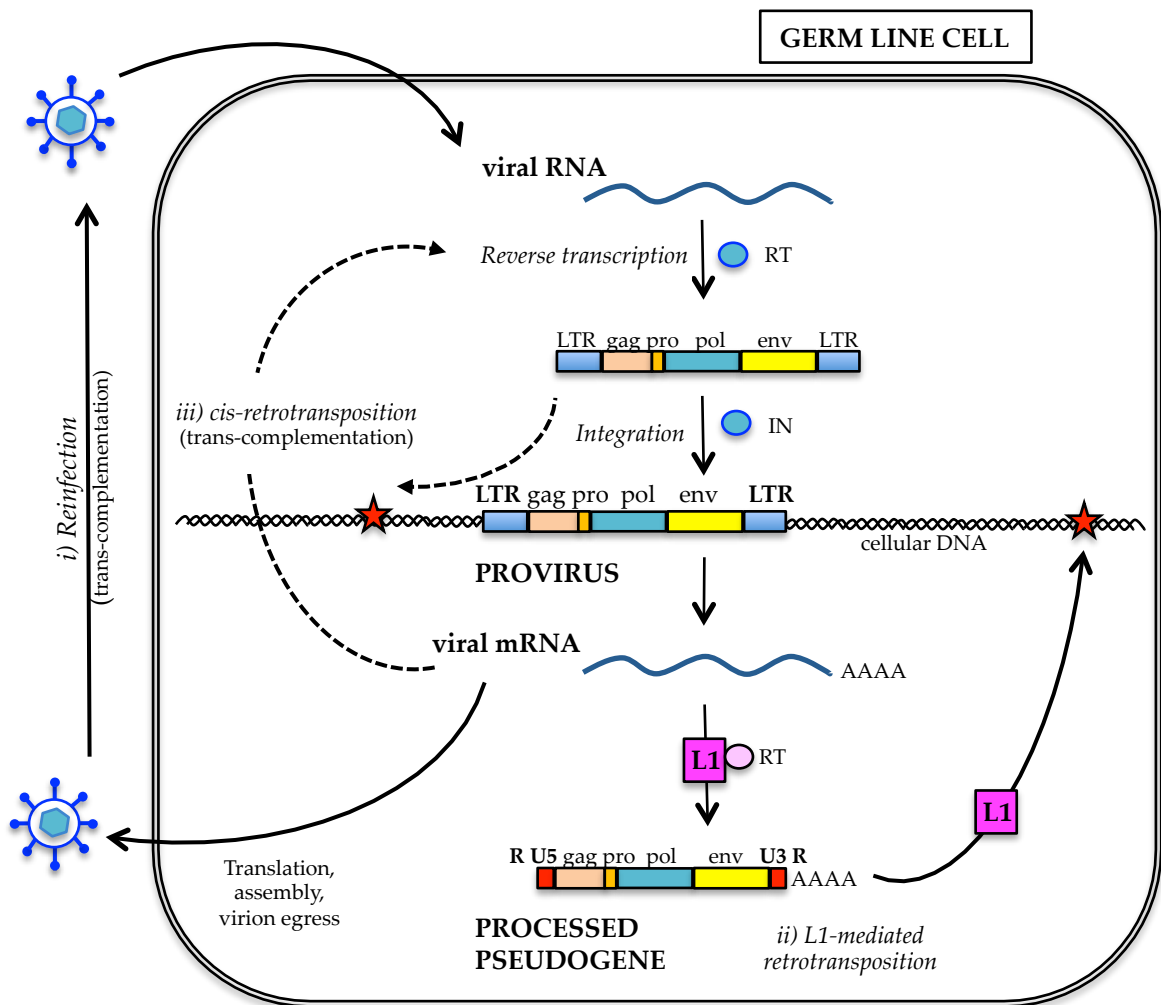 GERM LINE CELL
viral RNA
Reverse transcription
RT
LTR gag pro pol env LTR
iii) cis-retrotransposition
(trans-complementation)
Integration
IN
i) Reinfection
(trans-complementation)
LTR gag pro pol env LTR
cellular DNA
PROVIRUS
viral mRNA
AAAA
L1
RT
L1
R U5 gag pro pol env U3 R
AAAA
Translation,
assembly,
virion egress
PROCESSED
PSEUDOGENE
ii) L1-mediated
retrotransposition